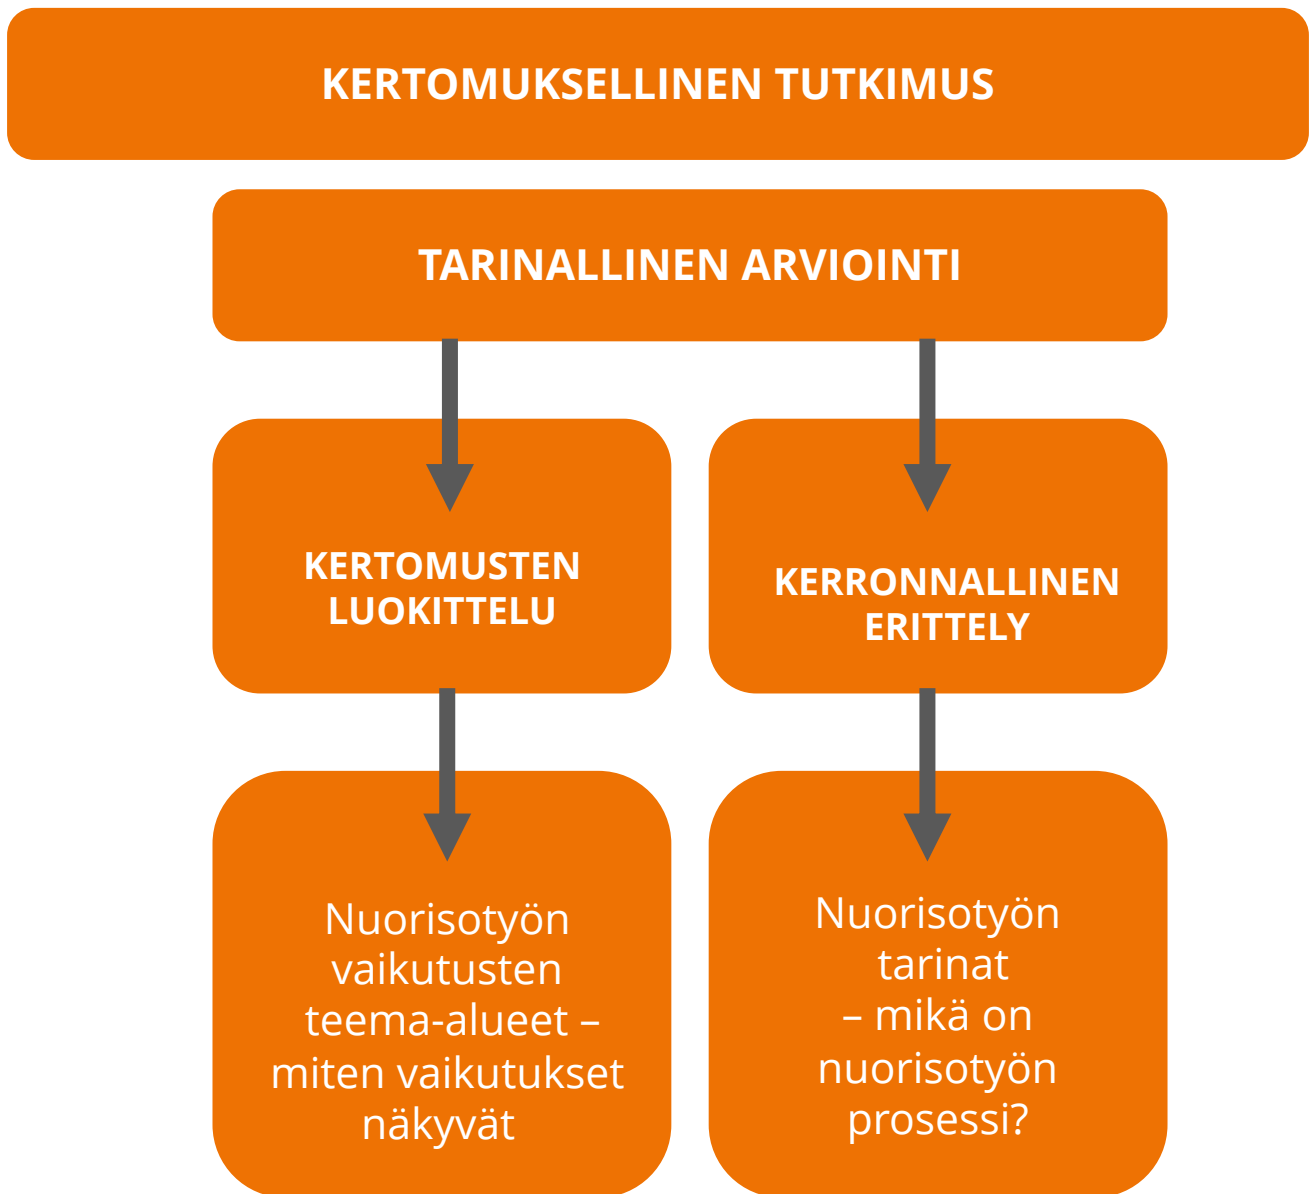 KERTOMUKSELLINEN TUTKIMUS
TARINALLINEN ARVIOINTI
KERTOMUSTEN
LUOKITTELU
KERRONNALLINEN
ERITTELY
Nuorisotyön
vaikutusten
teema-alueet –
miten vaikutukset
näkyvät
Nuorisotyön
tarinat
– mikä on
nuorisotyön
prosessi?